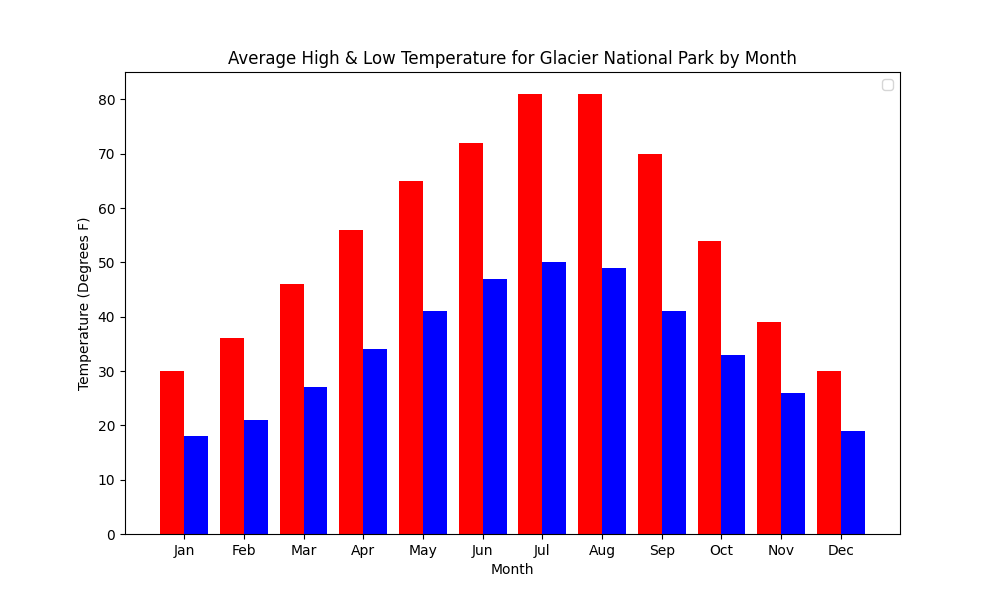 Average High & Low Temperature for Glacier National Park by Month
Temperature (Degrees F)
80
70
60
50
40
30
20
10
0
Jan Feb Mar Apr May Jun Jul Aug Sep Oct Nov Dec
Month